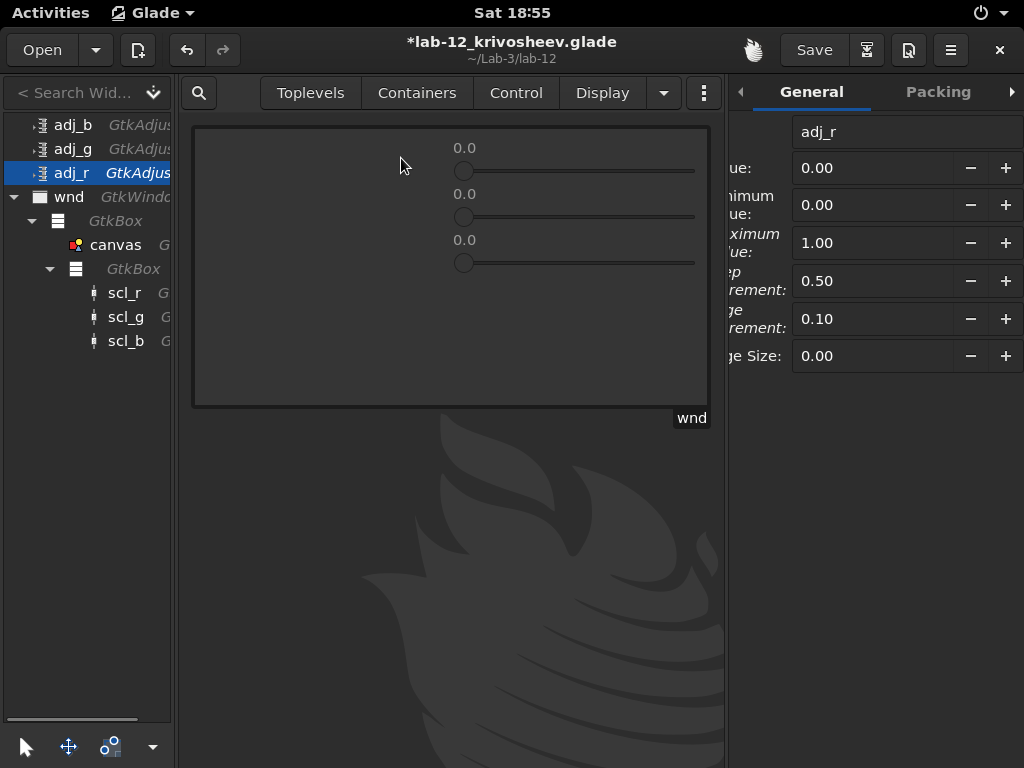 Activities Glade Sat 18:55
Open *lab-12_krivosheev.glade Save
~/Lab-3/lab-12
< Search Wid... Toplevels Containers Control Display General Packing
adj_b GtkAdjus
adj_g GtkAdjus
adj_r GtkAdjus
wnd GtkWindo
GtkBox
canvas G
GtkBox
scl_r G
scl_g G
scl_b G
0.0
0.0
0.0
wnd
adj_r
ue: 0.00
nimum
ue: 0.00
ximum
lue: 1.00
ep
rement: 0.50
ge
rement: 0.10
ge Size: 0.00